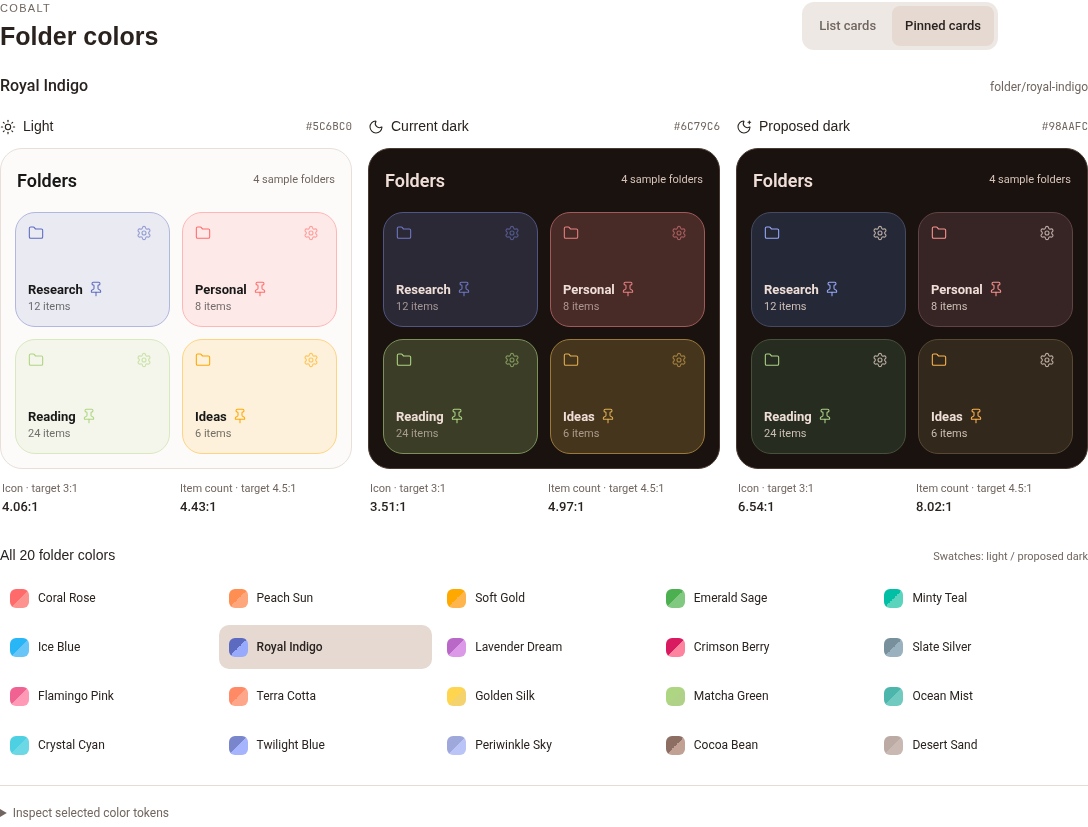 COBALT
Folder colors
List cards
Pinned cards
Royal Indigo
folder/royal-indigo
Light
#5C6BC0
Current dark
#6C79C6
Proposed dark
#98AAFC
Folders
4 sample folders
Research
12 items
Personal
8 items
Reading
24 items
Ideas
6 items
Folders
4 sample folders
Research
12 items
Personal
8 items
Reading
24 items
Ideas
6 items
Folders
4 sample folders
Research
12 items
Personal
8 items
Reading
24 items
Ideas
6 items
Icon · target 3:1
4.06:1
Item count · target 4.5:1
4.43:1
Icon · target 3:1
3.51:1
Item count · target 4.5:1
4.97:1
Icon · target 3:1
6.54:1
Item count · target 4.5:1
8.02:1
All 20 folder colors
Swatches: light / proposed dark
Coral Rose
Peach Sun
Soft Gold
Emerald Sage
Minty Teal
Ice Blue
Royal Indigo
Lavender Dream
Crimson Berry
Slate Silver
Flamingo Pink
Terra Cotta
Golden Silk
Matcha Green
Ocean Mist
Crystal Cyan
Twilight Blue
Periwinkle Sky
Cocoa Bean
Desert Sand
Inspect selected color tokens